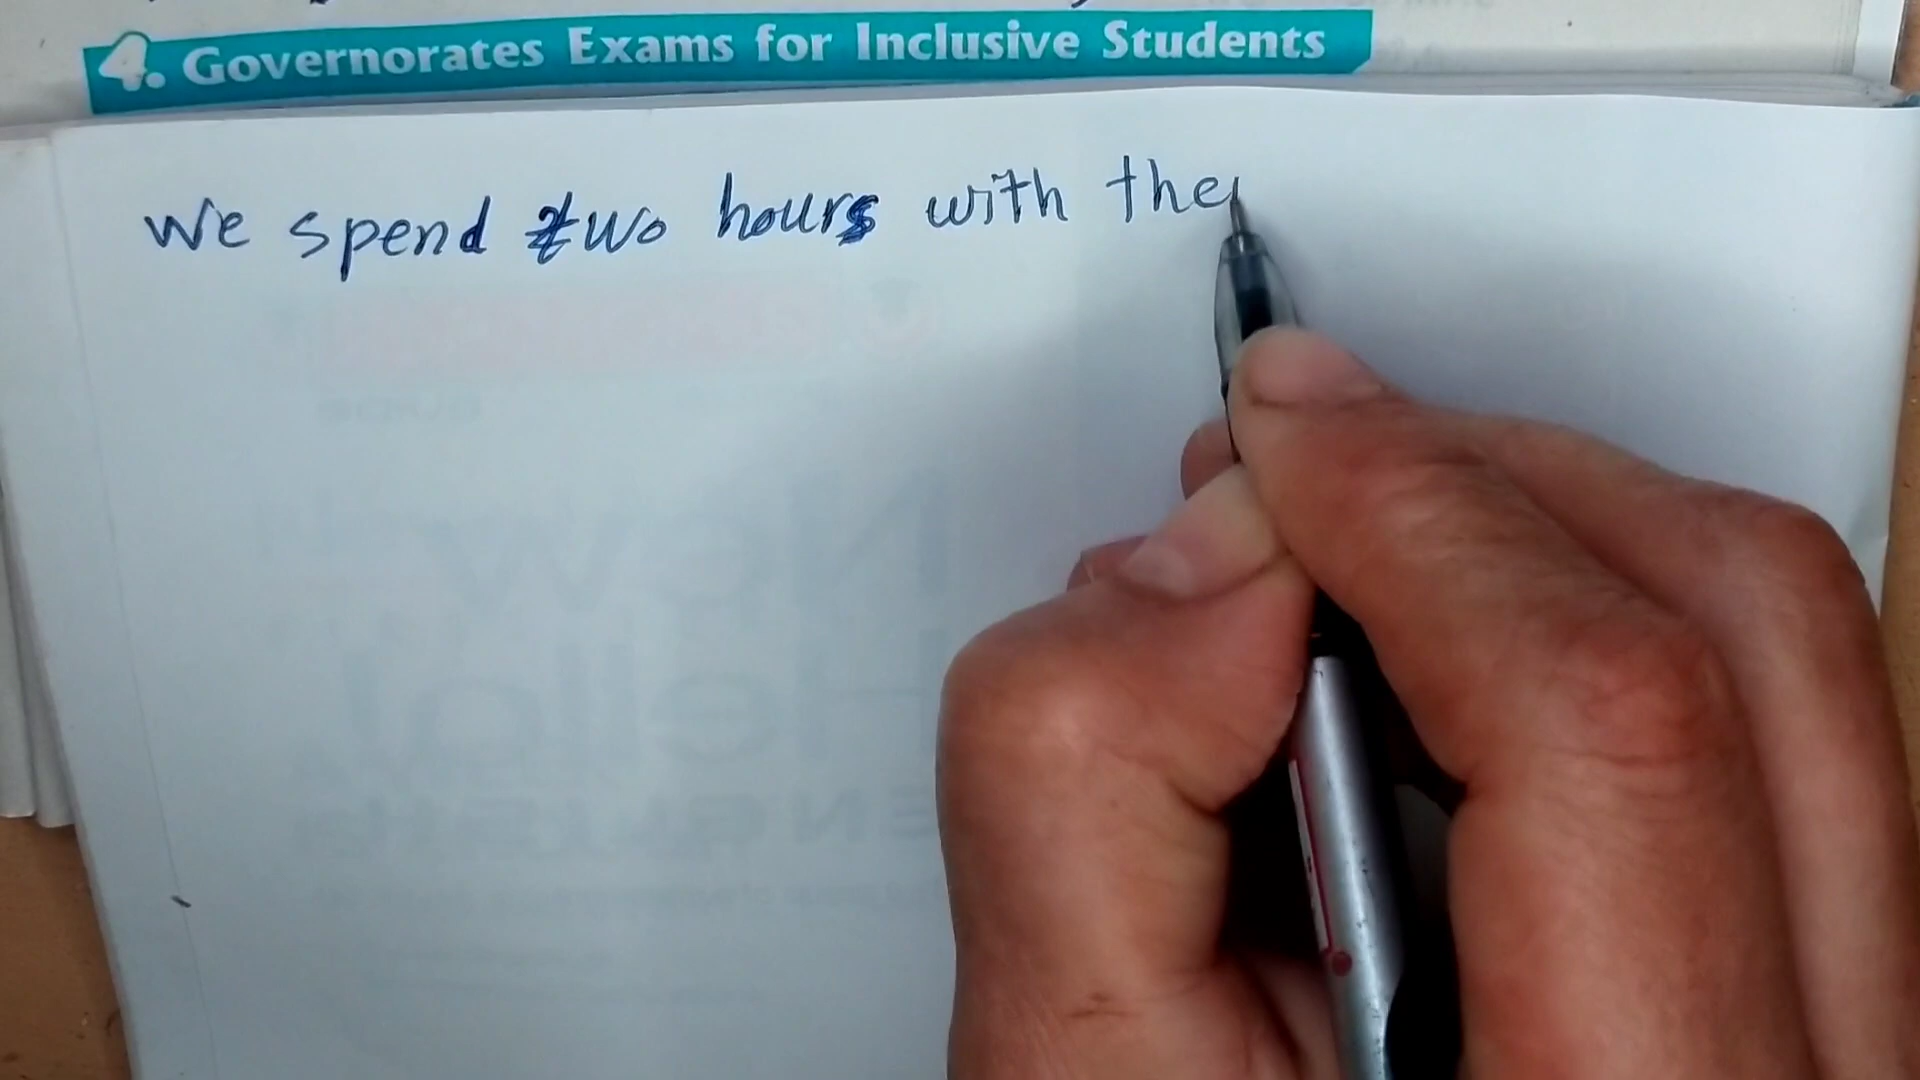 4. Governorates Exams for Inclusive Students
We spend two hours with the